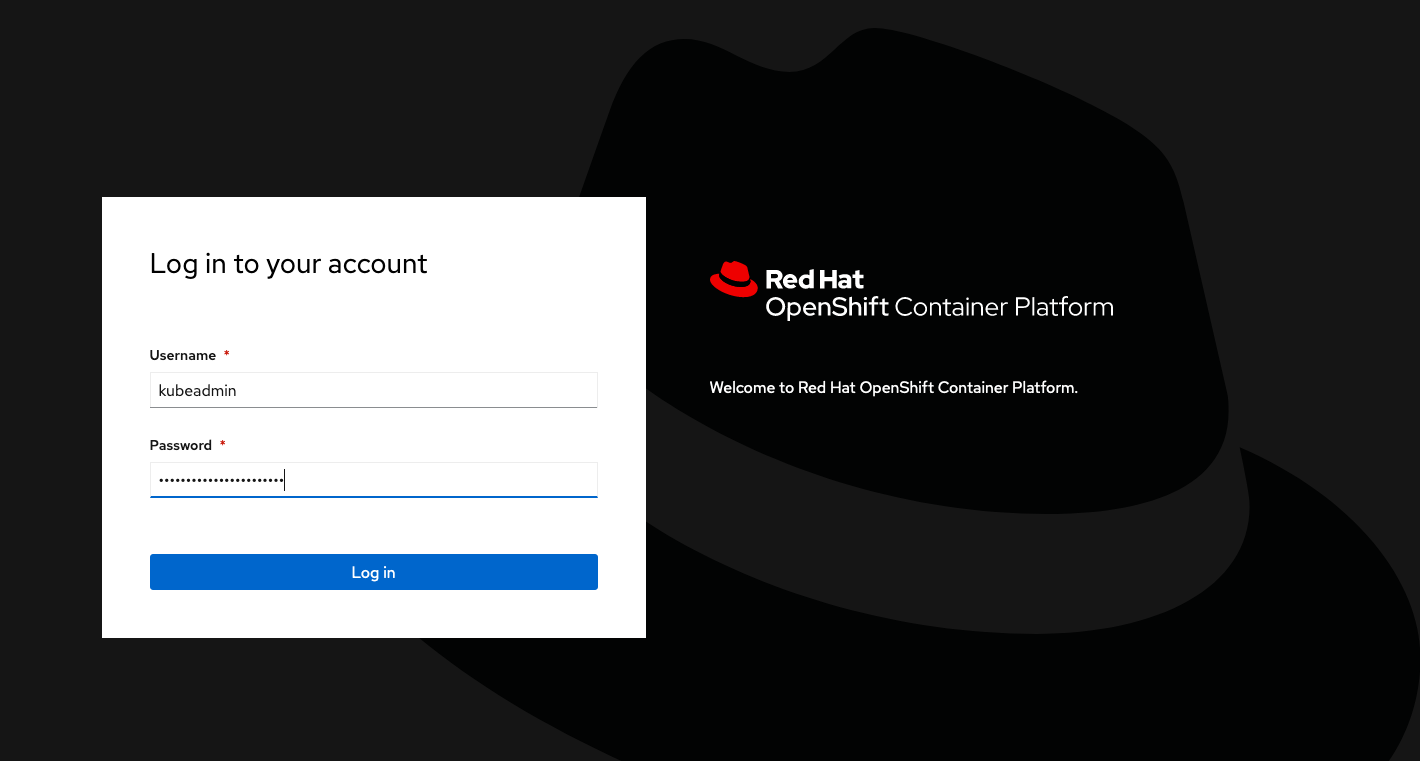 Log in to your account
Username *
kubeadmin
Password *
•••••••••••••••••••••••
Log in
Red Hat
OpenShift Container Platform
Welcome to Red Hat OpenShift Container Platform.